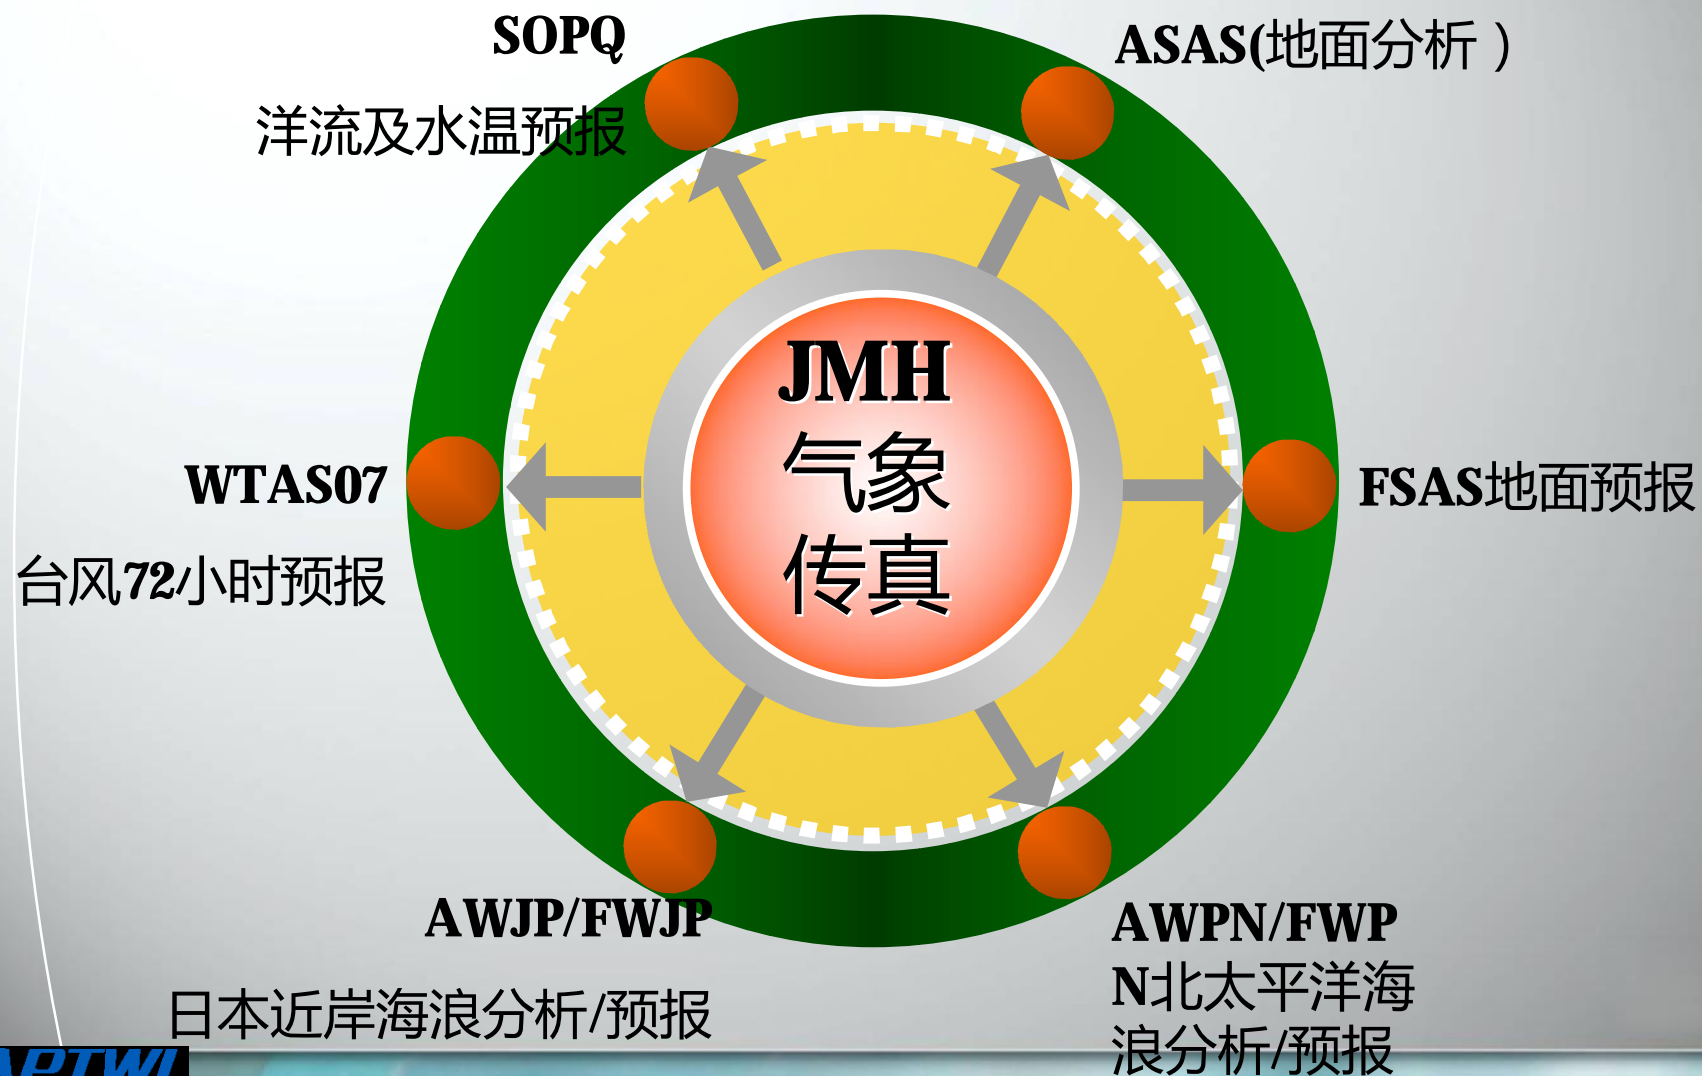 SOPQ
洋流及水温预报
ASAS(地面分析 )
JMH
气象
传真
WTAS07
台风72小时预报
FSAS地面预报
AWJP/FWJP
日本近岸海浪分析/预报
AWPN/FWP
N北太平洋海
浪分析/预报